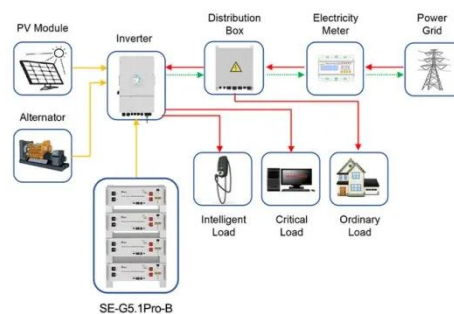 PV Module
Inverter
Distribution
Box
Electricity
Meter
Power
Grid
Alternator
Intelligent
Load
Critical
Load
Ordinary
Load
SE-G5.1Pro-B